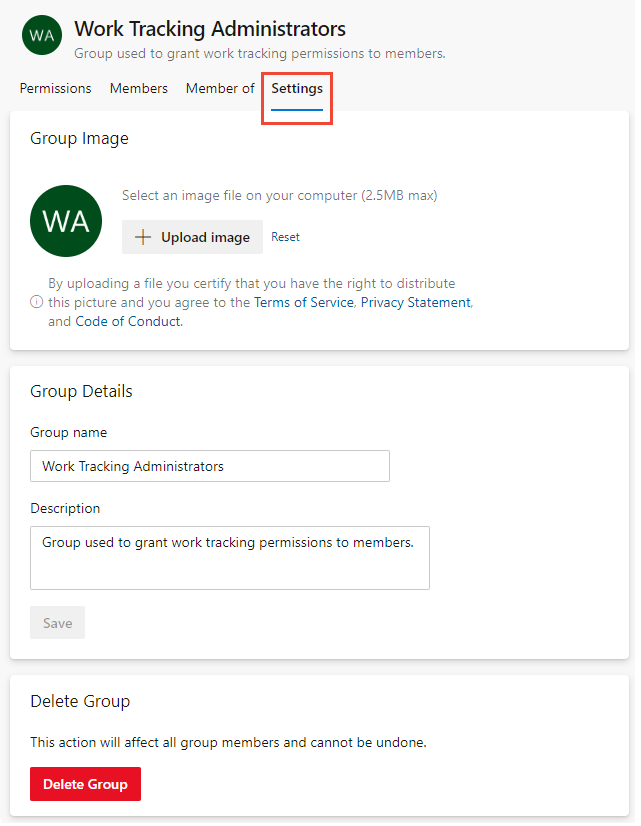 WA
Work Tracking Administrators
Group used to grant work tracking permissions to members.
Permissions Members Member of Settings
Group Image
WA
Select an image file on your computer (2.5MB max)
Upload image Reset
By uploading a file you certify that you have the right to distribute
this picture and you agree to the Terms of Service, Privacy Statement,
and Code of Conduct.
Group Details
Group name
Work Tracking Administrators
Description
Group used to grant work tracking permissions to members.
Save
Delete Group
This action will affect all group members and cannot be undone.
Delete Group